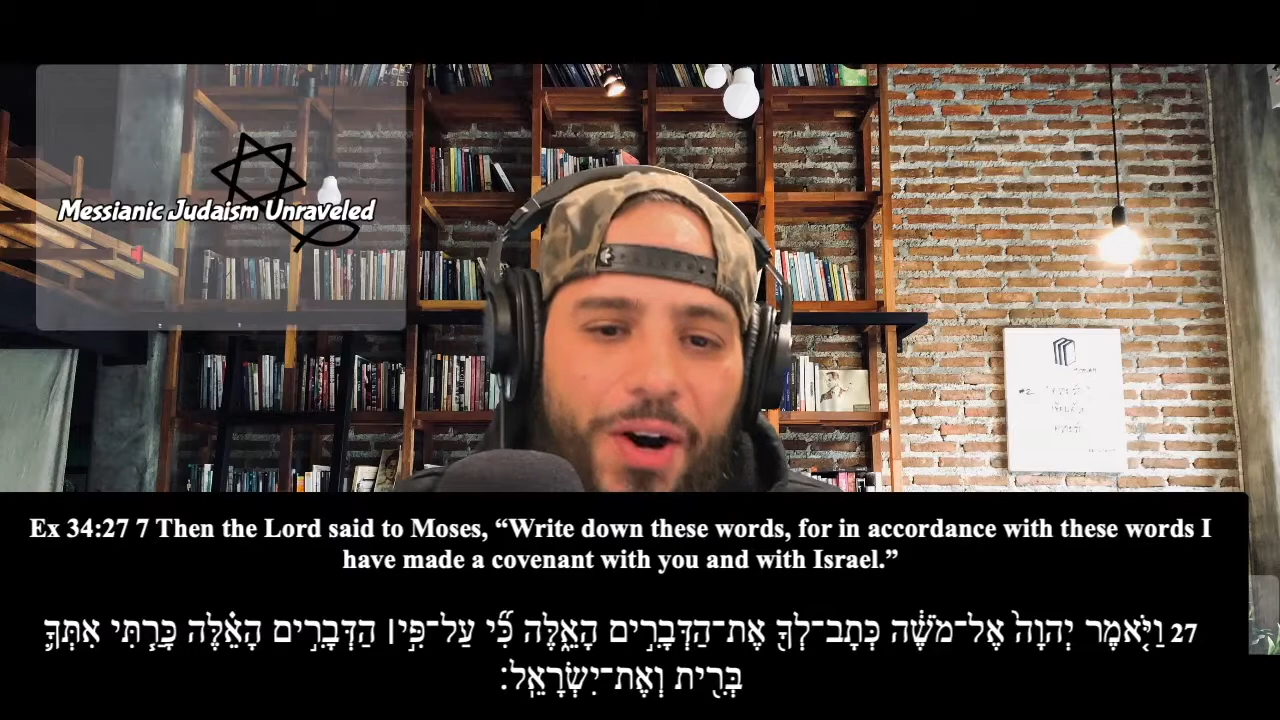 Messianic Judaism Unraveled
Ex 34:27 7 Then the Lord said to Moses, “Write down these words, for in accordance with these words I
have made a covenant with you and with Israel.”
27 וַיֹּ֤אמֶר יְהוָה֙ אֶל־מֹשֶׁ֔ה כְּתָב־לְךָ֖ אֶת־הַדְּבָרִ֣ים הָאֵ֑לֶּה כִּ֞י עַל־פִּ֣י׀ הַדְּבָרִ֣ים הָאֵ֗לֶּה כָּרַ֧תִּי אִתְּךָ֛
בְּרִ֖ית וְאֶת־יִשְׂרָאֵֽל׃